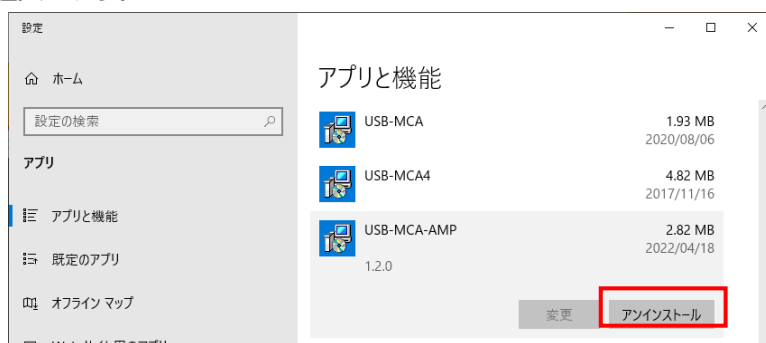 設定
ホーム
設定の検索
アプリ
アプリと機能
既定のアプリ
オフライン マップ
アプリと機能
USB-MCA
1.93 MB
2020/08/06
USB-MCA4
4.82 MB
2017/11/16
USB-MCA-AMP
2.82 MB
2022/04/18
1.2.0
変更
アンインストール